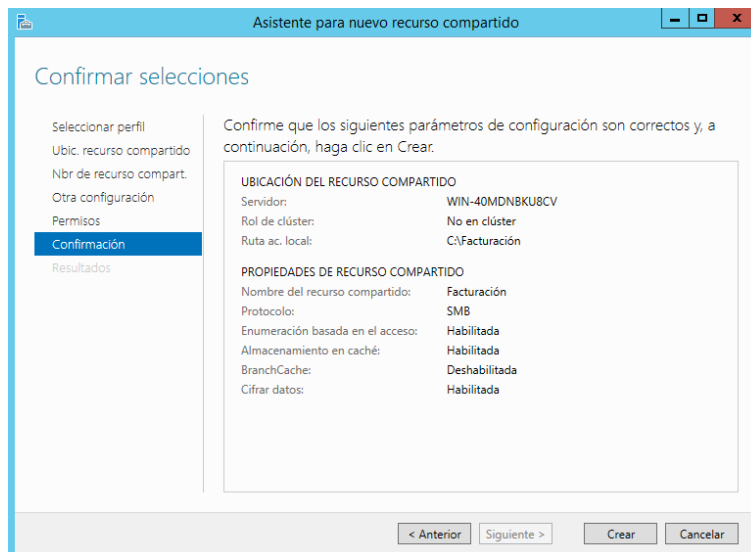 Asistente para nuevo recurso compartido
Confirmar selecciones
Seleccionar perfil
Ubic. recurso compartido
Nbr de recurso compart.
Otra configuración
Permisos
Confirmación
Resultados
Confirme que los siguientes parámetros de configuración son correctos y, a
continuación, haga clic en Crear.
UBICACIÓN DEL RECURSO COMPARTIDO
Servidor: WIN-40MDNBKU8CV
Rol de clúster: No en clúster
Ruta ac. local: C:\Facturación
PROPIEDADES DE RECURSO COMPARTIDO
Nombre del recurso compartido: Facturación
Protocolo: SMB
Enumeración basada en el acceso: Habilitada
Almacenamiento en caché: Habilitada
BranchCache: Deshabilitada
Cifrar datos: Habilitada
< Anterior Siguiente > Crear Cancelar